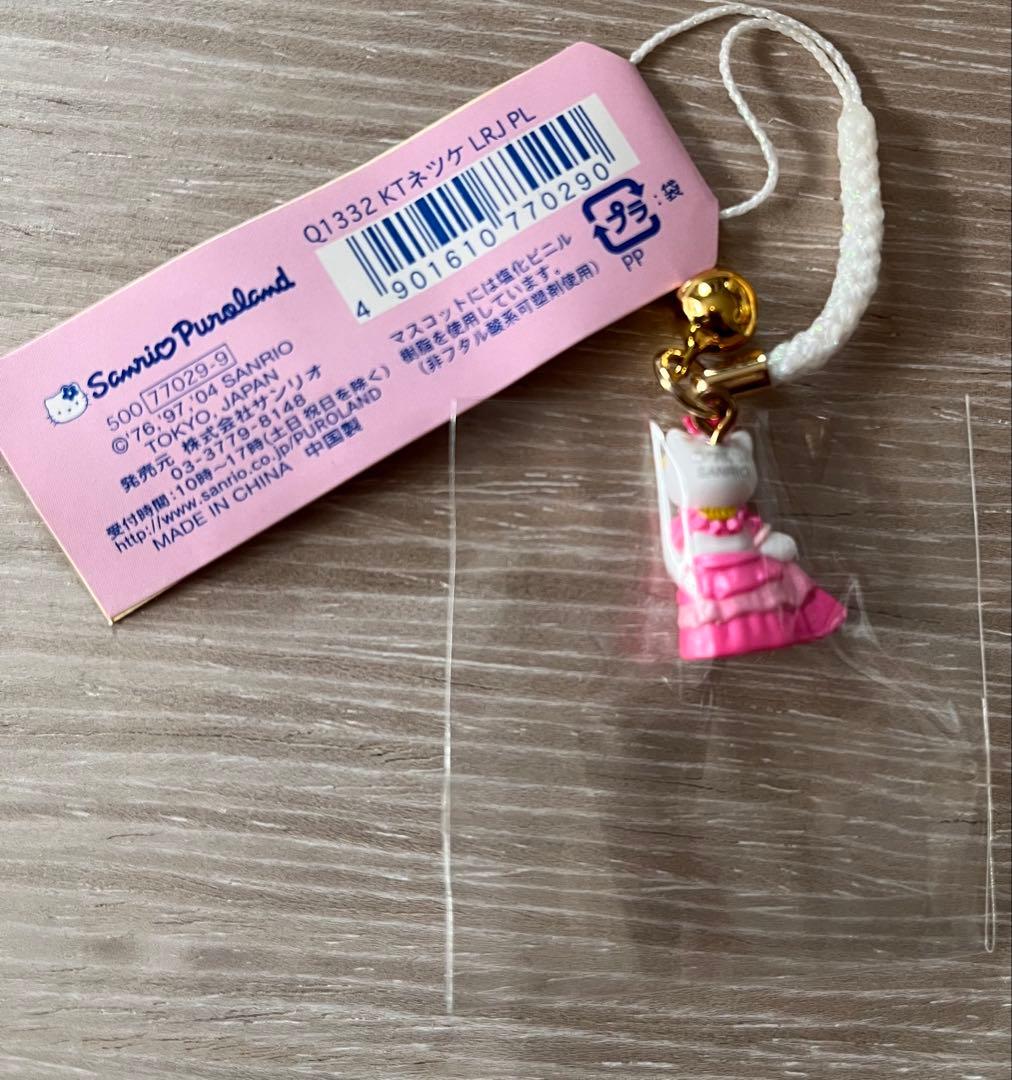 Q1332 KTネツケ LRJ PL
4 901610 770290
プラ:袋
PP
マスコットには塩化ビニル
樹脂を使用しています。
(非フタル酸系可塑剤使用)
Sanrio Puroland
500 77029-9
©'76,'97,'04 SANRIO
TOKYO, JAPAN
発売元 株式会社サンリオ
03-3779-8148
受付時間:10時〜17時(土日祝日を除く)
http://www.sanrio.co.jp/PUROLAND
MADE IN CHINA 中国製
SANRIO